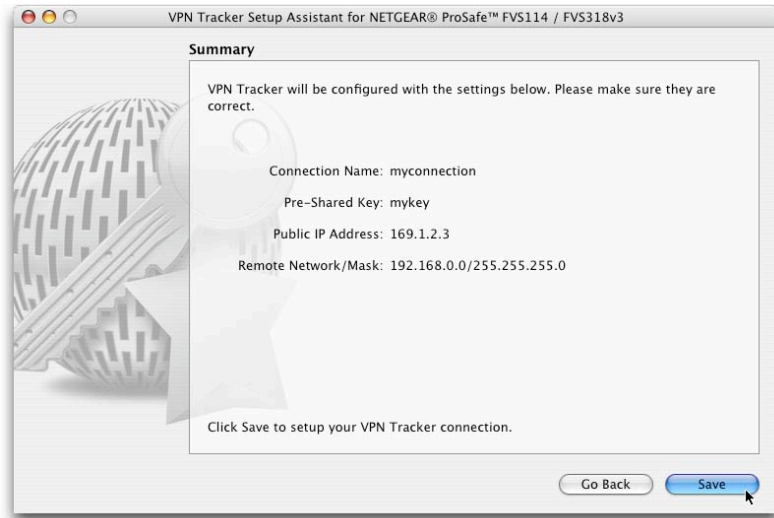 VPN Tracker Setup Assistant for NETGEAR® ProSafe™ FVS114 / FVS318v3
Summary
VPN Tracker will be configured with the settings below. Please make sure they are
correct.
Connection Name: myconnection
Pre-Shared Key: mykey
Public IP Address: 169.1.2.3
Remote Network/Mask: 192.168.0.0/255.255.255.0
Click Save to setup your VPN Tracker connection.
Go Back
Save